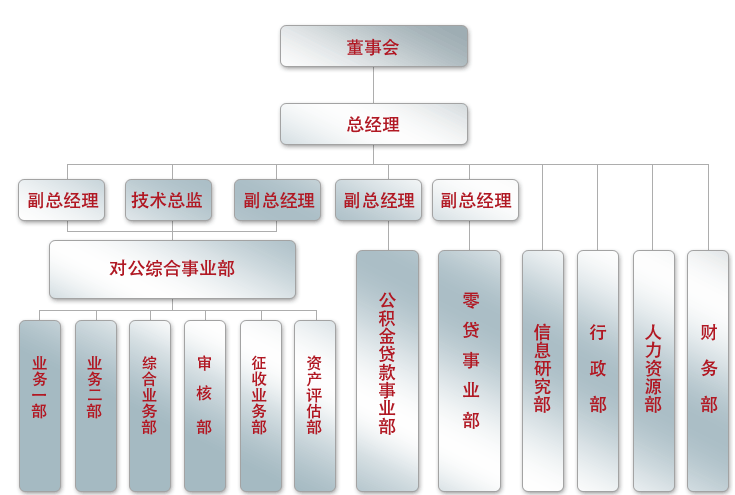 董事会
总经理
副总经理
技术总监
副总经理
副总经理
副总经理
对公综合事业部
业务一部
业务二部
综合业务部
审核部
征收业务部
资产评估部
公积金贷款事业部
零贷事业部
信息研究部
行政部
人力资源部
财务部